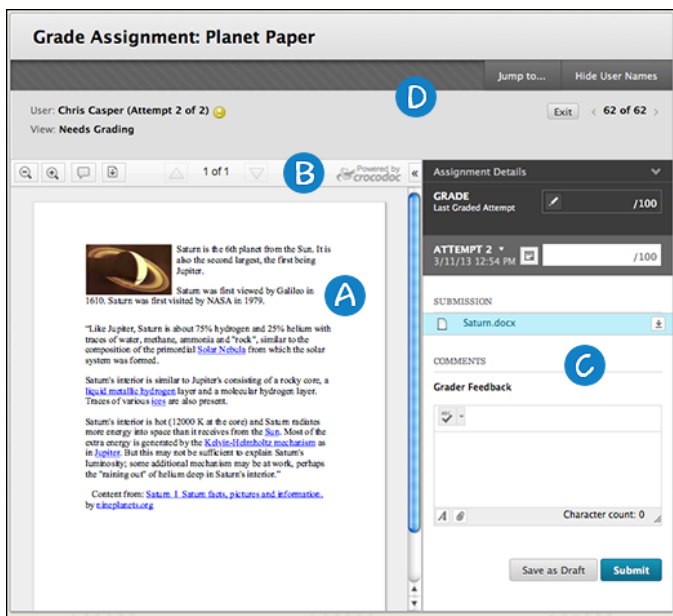 Grade Assignment: Planet Paper
Jump to...
Hide User Names
D
User: Chris Casper (Attempt 2 of 2)
Exit < 62 of 62 >
View: Needs Grading
1 of 1
B
Powered by
crocodoc
«
Saturn is the 6th planet from the Sun. It is
also the second largest, the first being
Jupiter.
Saturn was first viewed by Galileo in
1610. Saturn was first visited by NASA in 1979.
A
"Like Jupiter, Saturn is about 75% hydrogen and 25% helium with
traces of water, methane, ammonia and "rock", similar to the
composition of the primordial Solar Nebula from which the solar
system was formed.
Saturn's interior is similar to Jupiter's consisting of a rocky core, a
liquid metallic hydrogen layer and a molecular hydrogen layer.
Traces of various ices are also present.
Saturn's interior is hot (12000 K at the core) and Saturn radiates
more energy into space than it receives from the Sun. Most of the
extra energy is generated by the Kelvin-Helmholtz mechanism as
in Jupiter. But this may not be sufficient to explain Saturn's
luminosity; some additional mechanism may be at work, perhaps
the "raining out" of helium deep in Saturn's interior."
Content from: Saturn 1 Saturn facts, pictures and information.,
by nineplanets.org
Assignment Details
GRADE
Last Graded Attempt
/100
ATTEMPT 2
3/11/13 12:54 PM
/100
SUBMISSION
Saturn.docx
COMMENTS
C
Grader Feedback
ABC
A
Character count: 0
Save as Draft
Submit